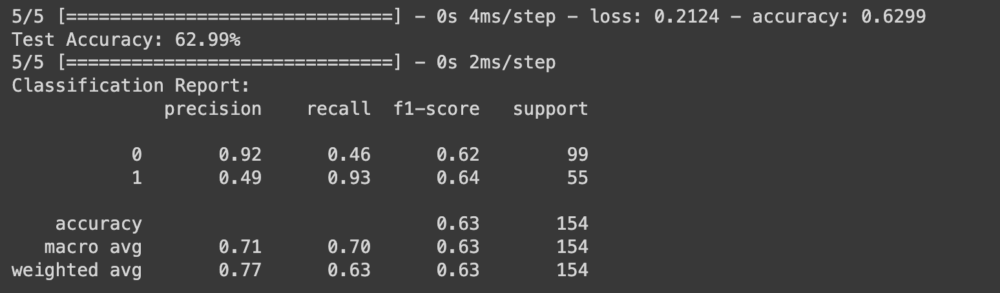 5/5 [==============================] - 0s 4ms/step - loss: 0.2124 - accuracy: 0.6299
Test Accuracy: 62.99%
5/5 [==============================] - 0s 2ms/step
Classification Report:
              precision    recall  f1-score   support

           0       0.92      0.46      0.62        99
           1       0.49      0.93      0.64        55

    accuracy                           0.63       154
   macro avg       0.71      0.70      0.63       154
weighted avg       0.77      0.63      0.63       154